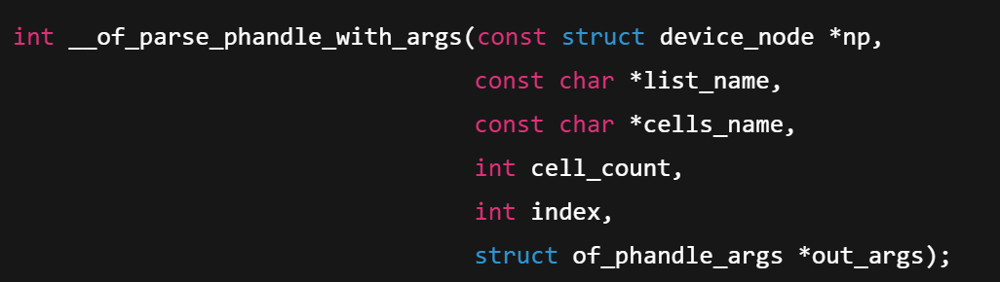 int __of_parse_phandle_with_args(const struct device_node *np,
const char *list_name,
const char *cells_name,
int cell_count,
int index,
struct of_phandle_args *out_args);